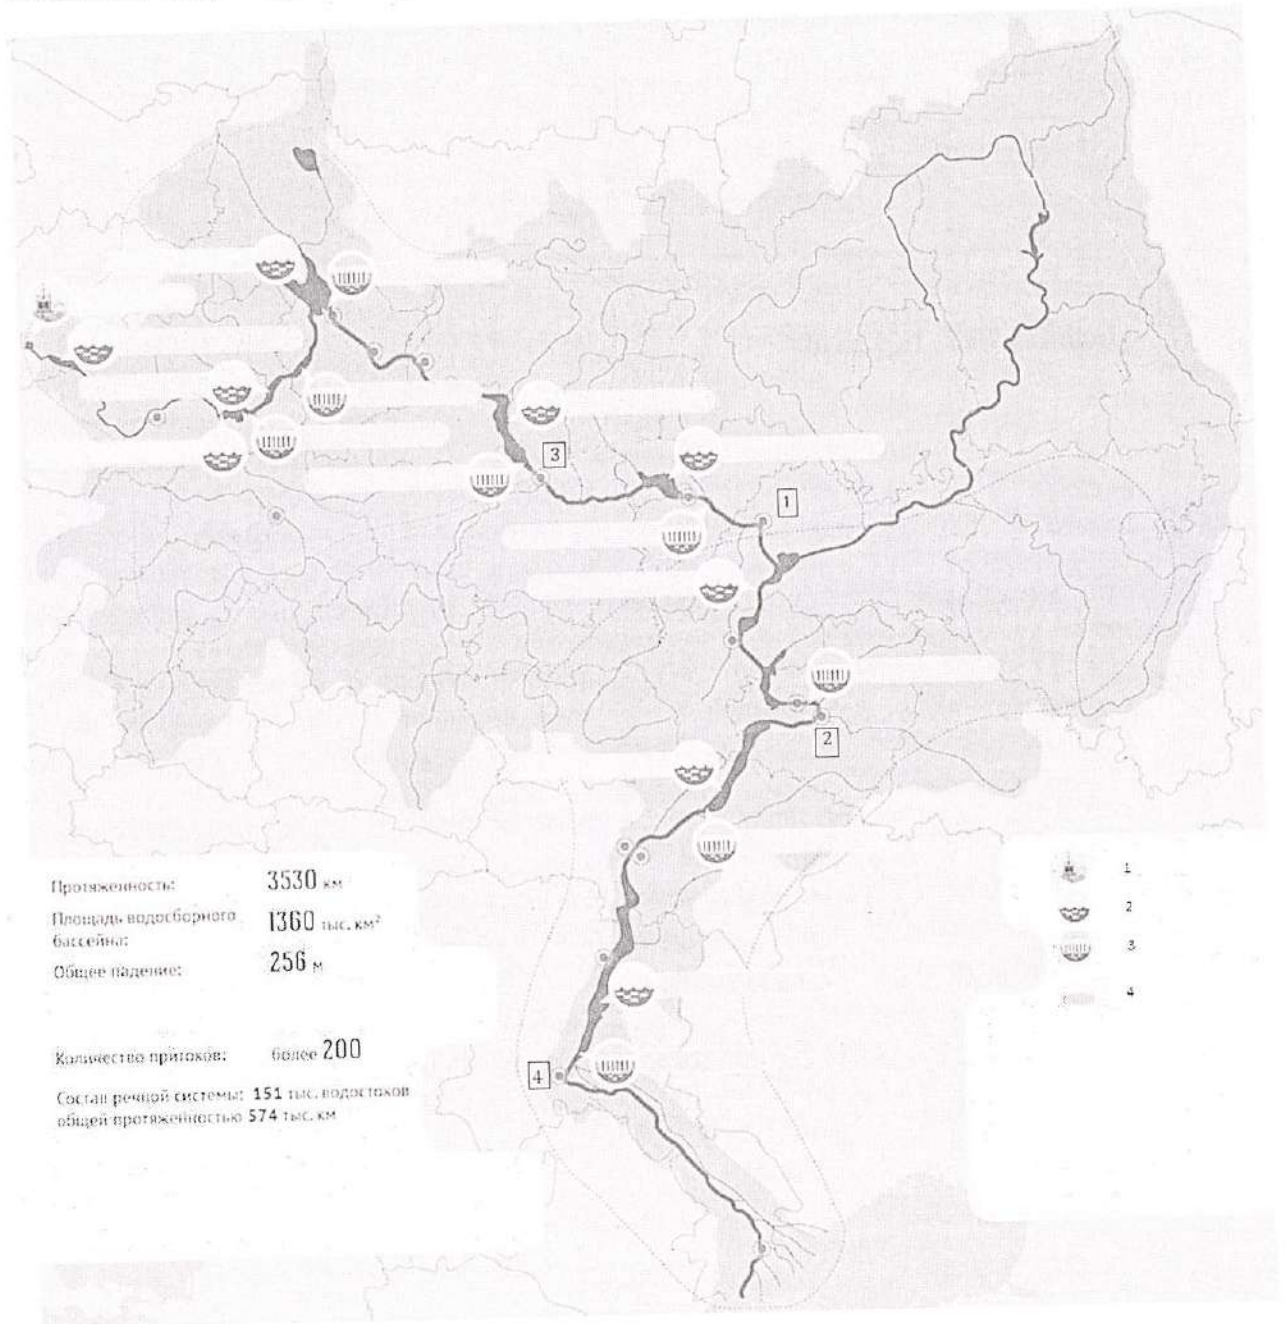 3
1
2
4
Протяженность: 3530 км
Площадь водосборного
бассейна: 1360 тыс. км²
Общее падение: 256 м
Количество притоков: более 200
Состав речной системы: 151 тыс. водостоков
общей протяженностью 574 тыс. км
1
2
3
4